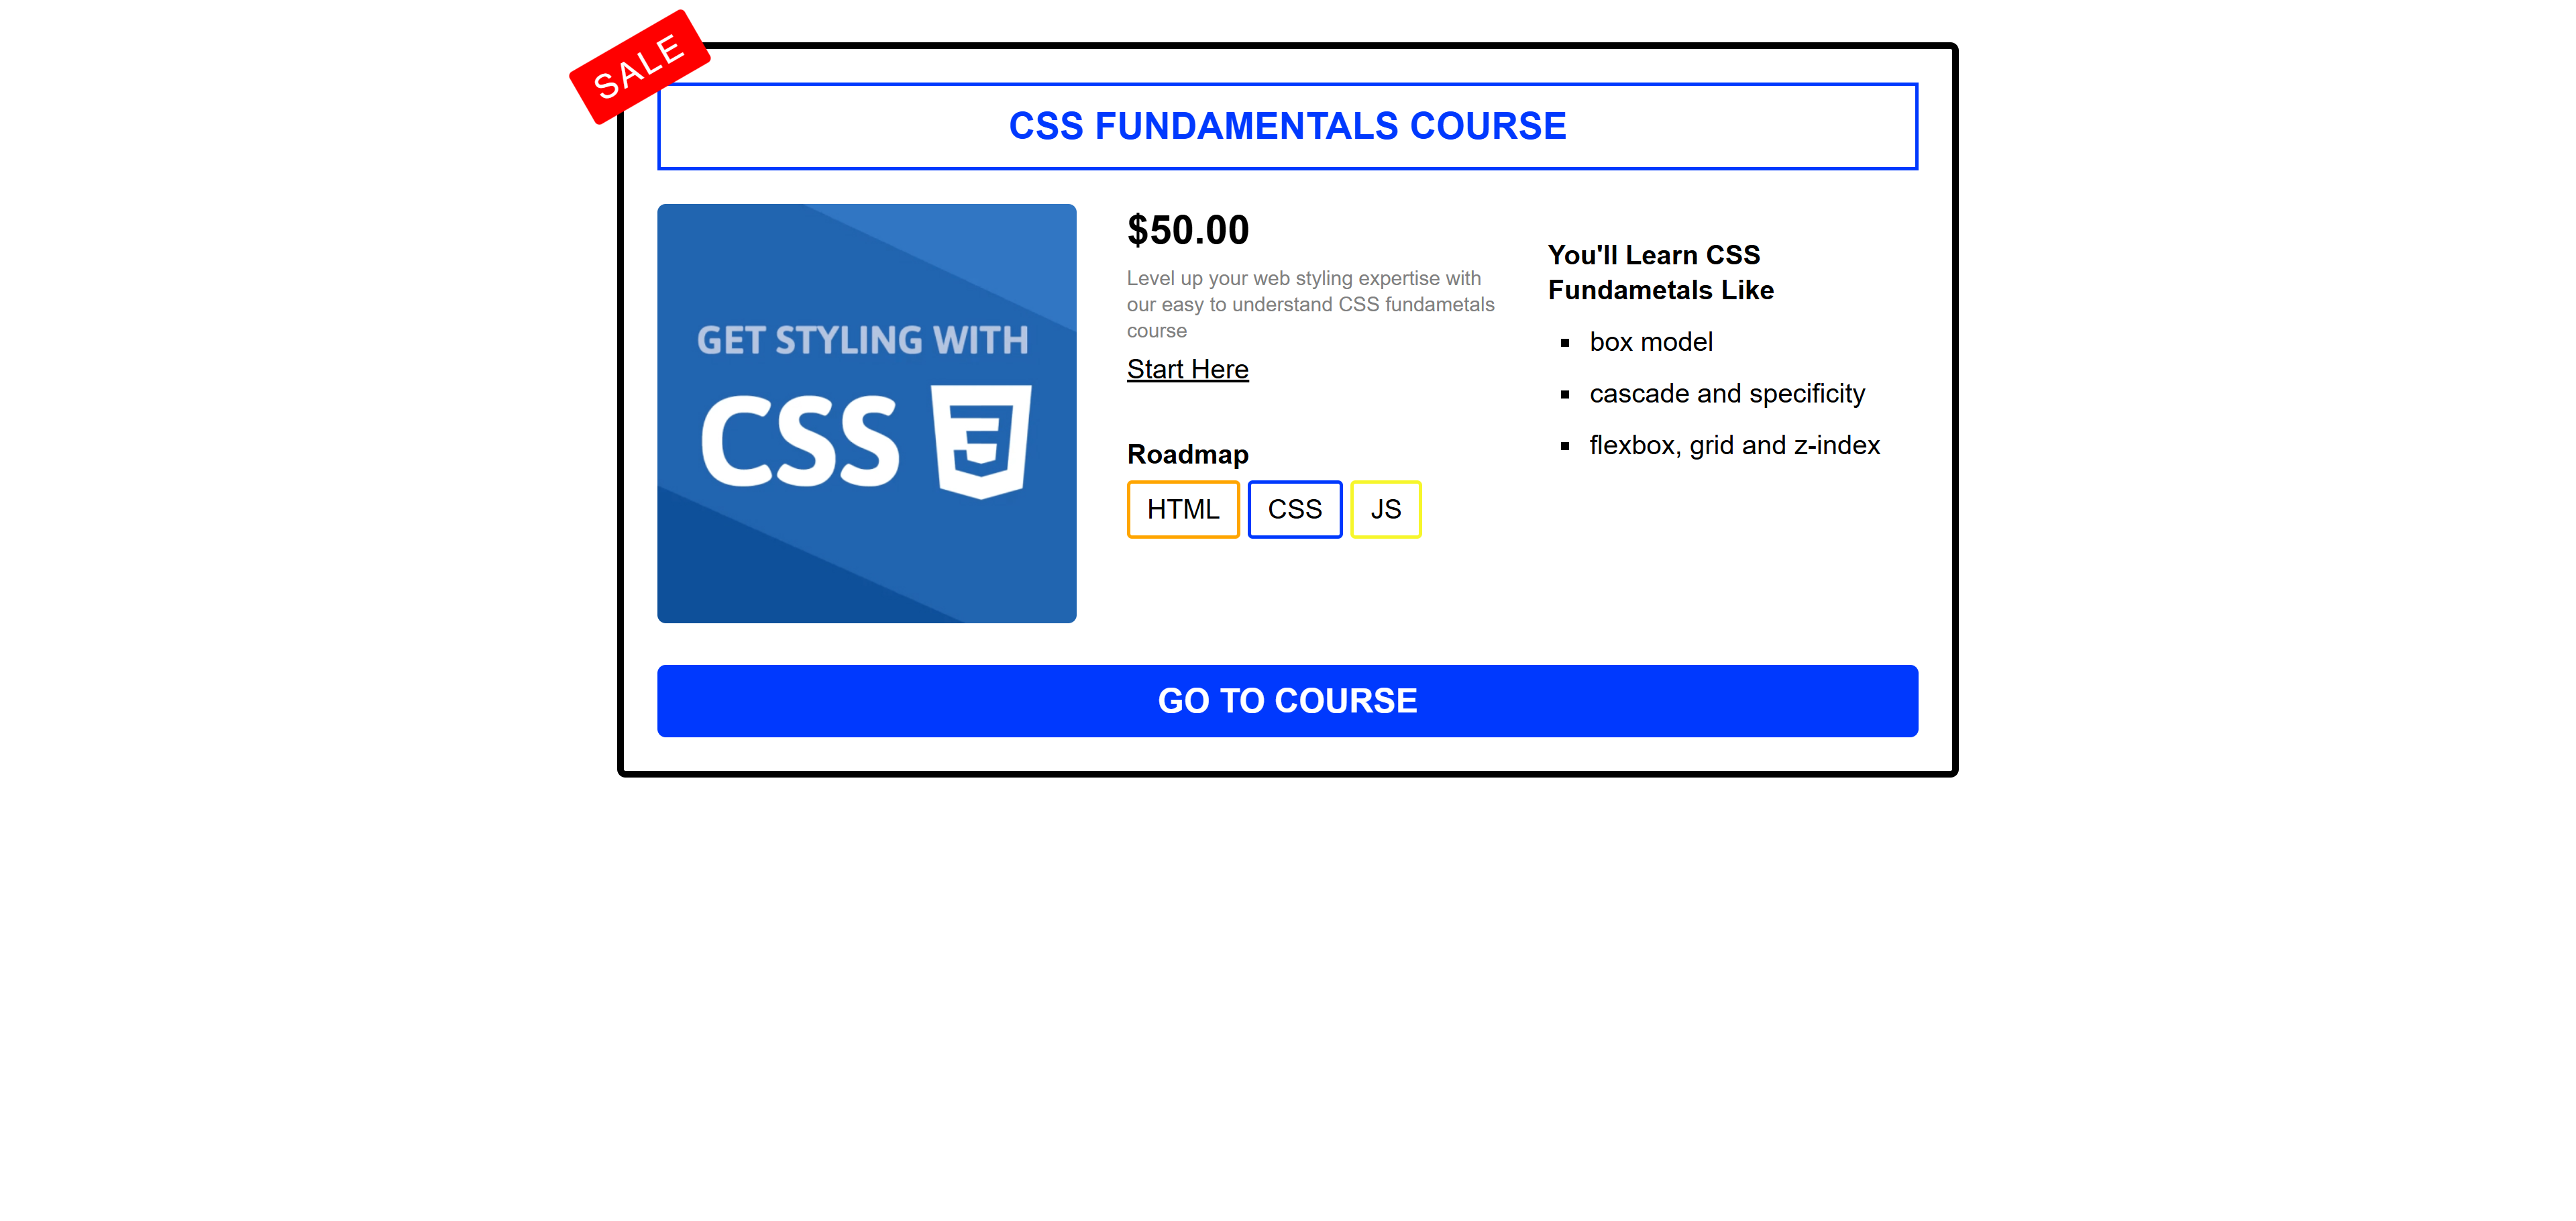 SALE
CSS FUNDAMENTALS COURSE
GET STYLING WITH
CSS
$50.00
Level up your web styling expertise with
our easy to understand CSS fundametals
course
Start Here
Roadmap
HTML CSS JS
You'll Learn CSS
Fundametals Like
box model
cascade and specificity
flexbox, grid and z-index
GO TO COURSE